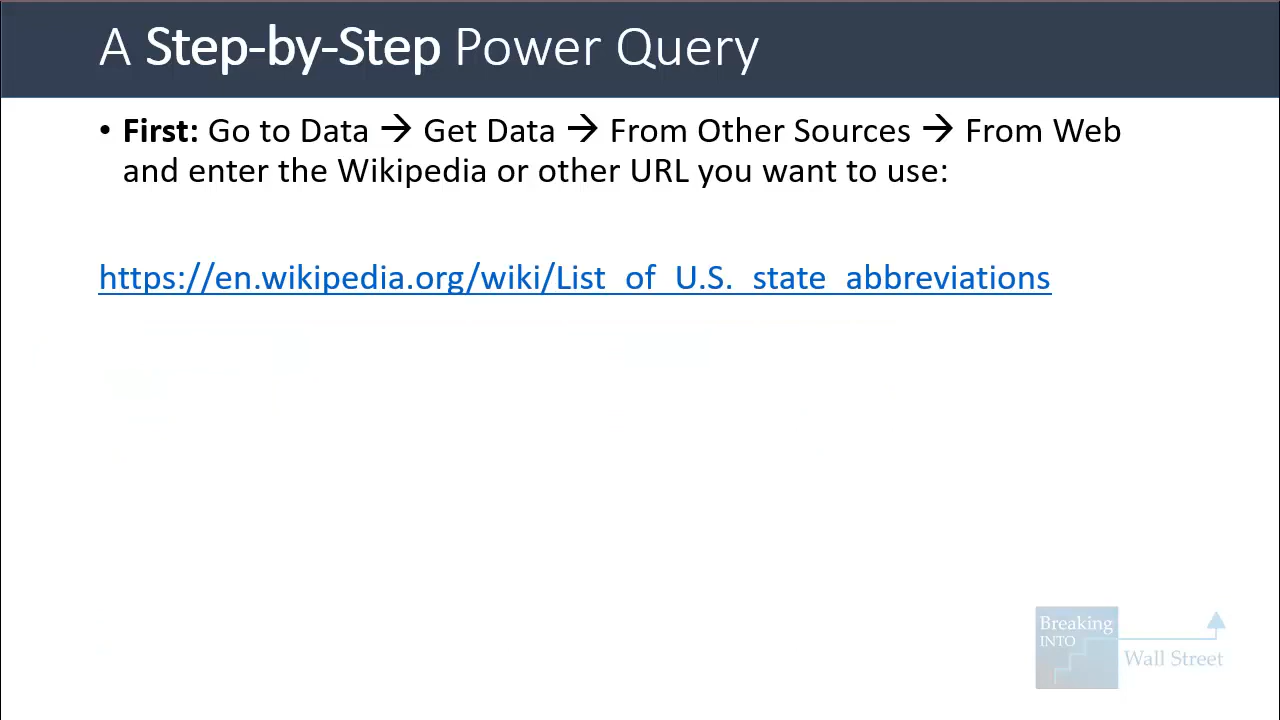 A Step-by-Step Power Query
• First: Go to Data → Get Data → From Other Sources → From Web
and enter the Wikipedia or other URL you want to use:
https://en.wikipedia.org/wiki/List_of_U.S._state_abbreviations
Breaking
INTO
Wall Street